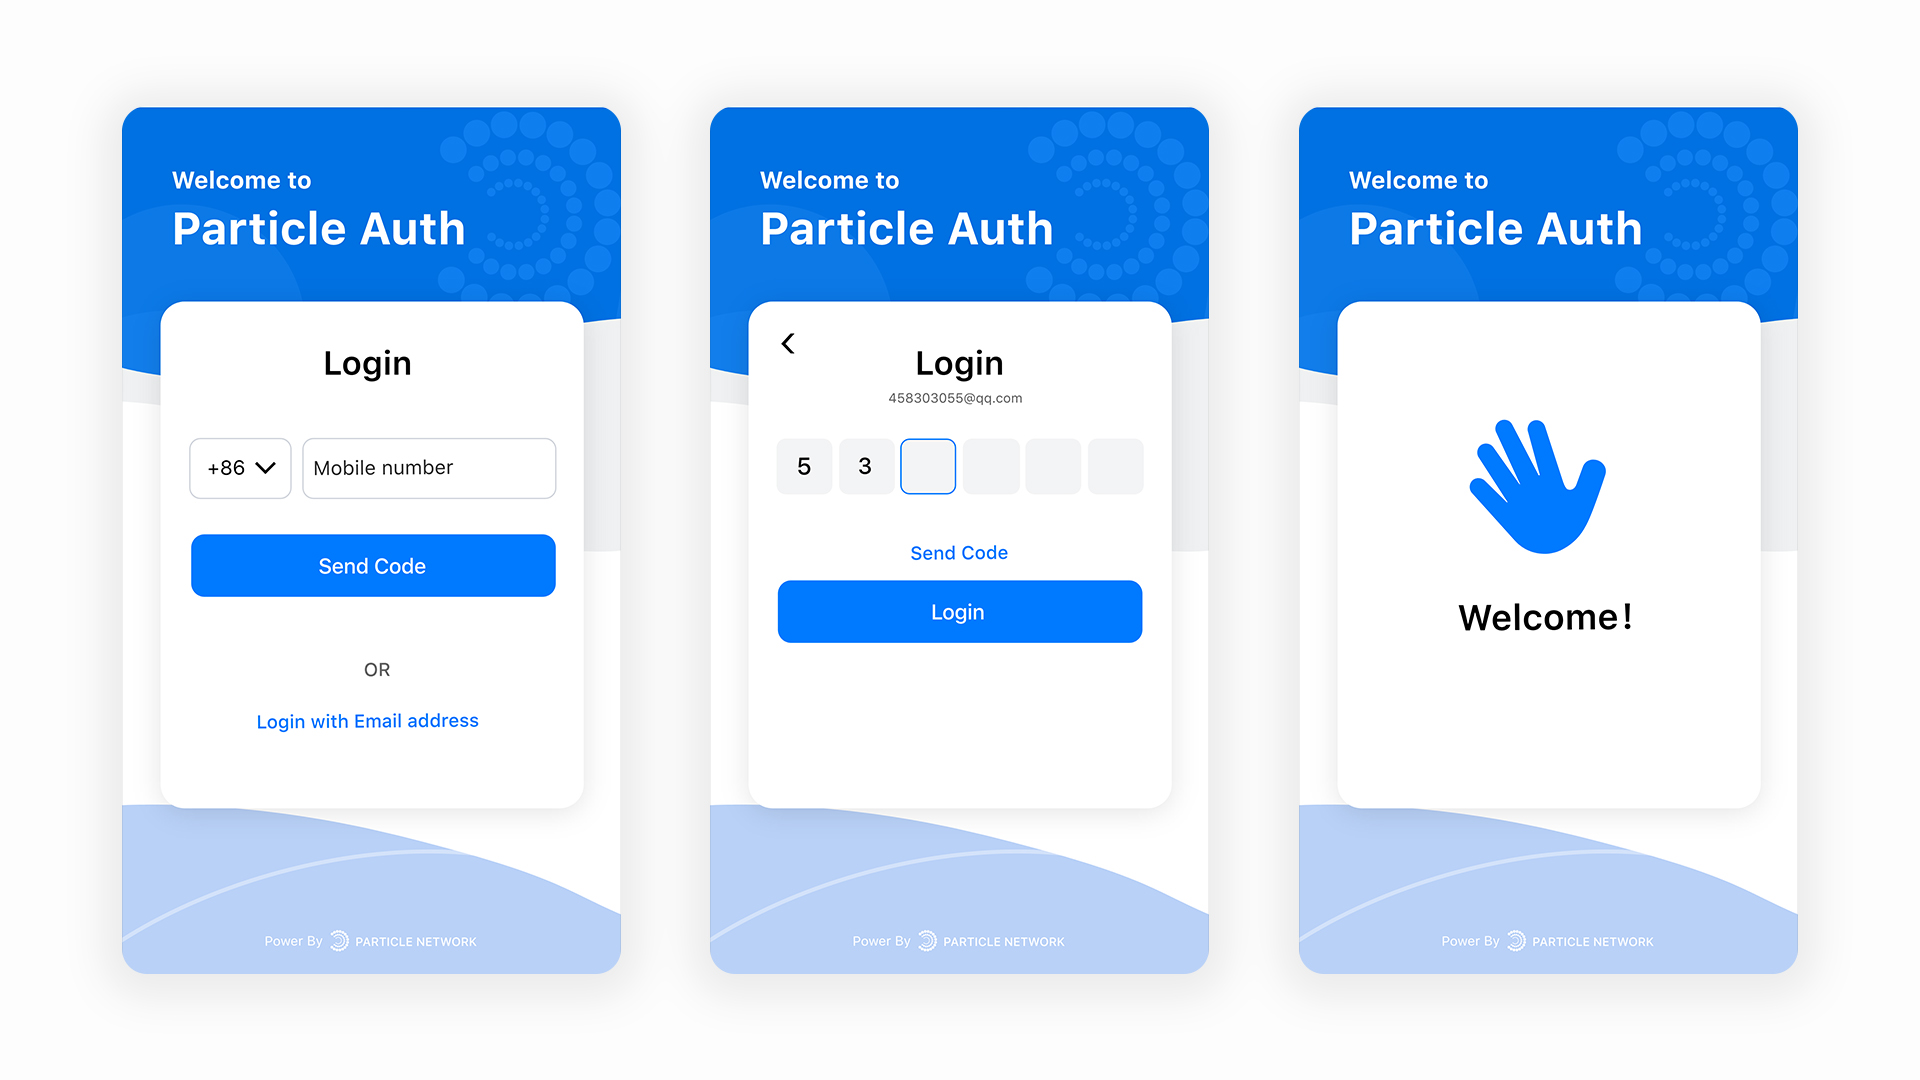 Welcome to
Particle Auth
Login
+86
Mobile number
Send Code
OR
Login with Email address
Power By PARTICLE NETWORK
Welcome to
Particle Auth
Login
458303055@qq.com
5 3
Send Code
Login
Power By PARTICLE NETWORK
Welcome to
Particle Auth
Welcome!
Power By PARTICLE NETWORK